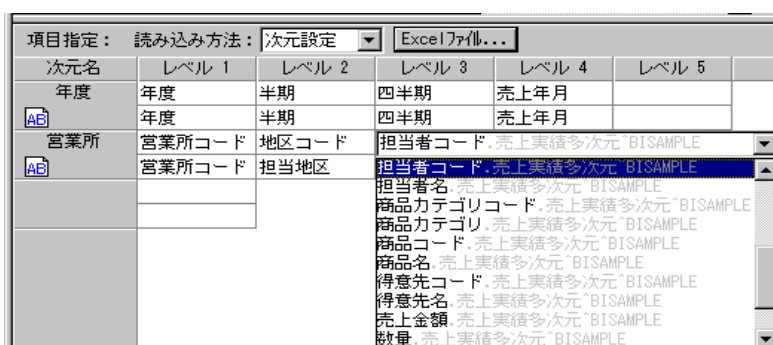 項目指定： 読み込み方法： 次元設定 Excelファイル...
次元名 レベル 1 レベル 2 レベル 3 レベル 4 レベル 5
年度 年度 半期 四半期 売上年月
AB 年度 半期 四半期 売上年月
営業所 営業所コード 地区コード 担当者コード.売上実績多次元^BISAMPLE
AB 営業所コード 担当地区 担当者コード.売上実績多次元^BISAMPLE
担当者名.売上実績多次元^BISAMPLE
商品カテゴリコード.売上実績多次元^BISAMPLE
商品カテゴリ.売上実績多次元^BISAMPLE
商品コード.売上実績多次元^BISAMPLE
商品名.売上実績多次元^BISAMPLE
得意先コード.売上実績多次元^BISAMPLE
得意先名.売上実績多次元^BISAMPLE
売上金額.売上実績多次元^BISAMPLE
数量.売上実績多次元^BISAMPLE